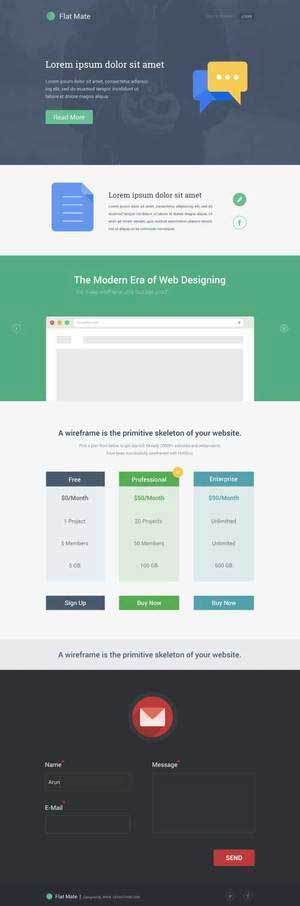 Flat Mate
LOGIN
Lorem ipsum dolor sit amet
Lorem ipsum dolor sit amet, consectetur adipisicing
elit, sed do eiusmod tempor incididunt ut labore et
dolore magna aliqua
Read More
Lorem ipsum dolor sit amet
The Modern Era of Web Designing
A wireframe is the primitive skeleton of your website.
Free
Professional
Enterprise
$0/Month
$50/Month
$90/Month
1 Project
20 Projects
Unlimitted
5 Members
50 Members
Unlimitted
5 GB
100 GB
500 GB
Sign Up
Buy Now
Buy Now
A wireframe is the primitive skeleton of your website.
Name*
Message*
Arun
E-Mail*
SEND
Flat Mate